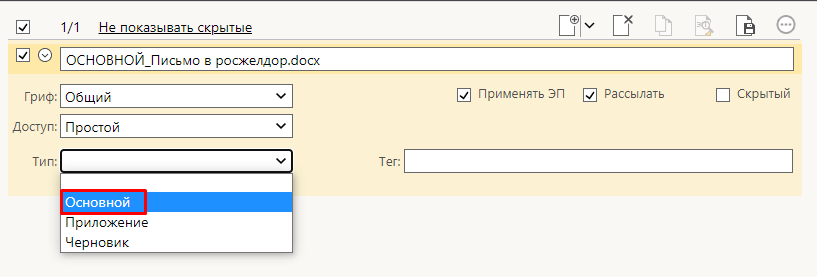 1/1 Не показывать скрытые
ОСНОВНОЙ_Письмо в росжелдор.docx
Гриф: Общий Применять ЭП Рассылать Скрытый
Доступ: Простой
Тип: Тег:
Основной
Приложение
Черновик